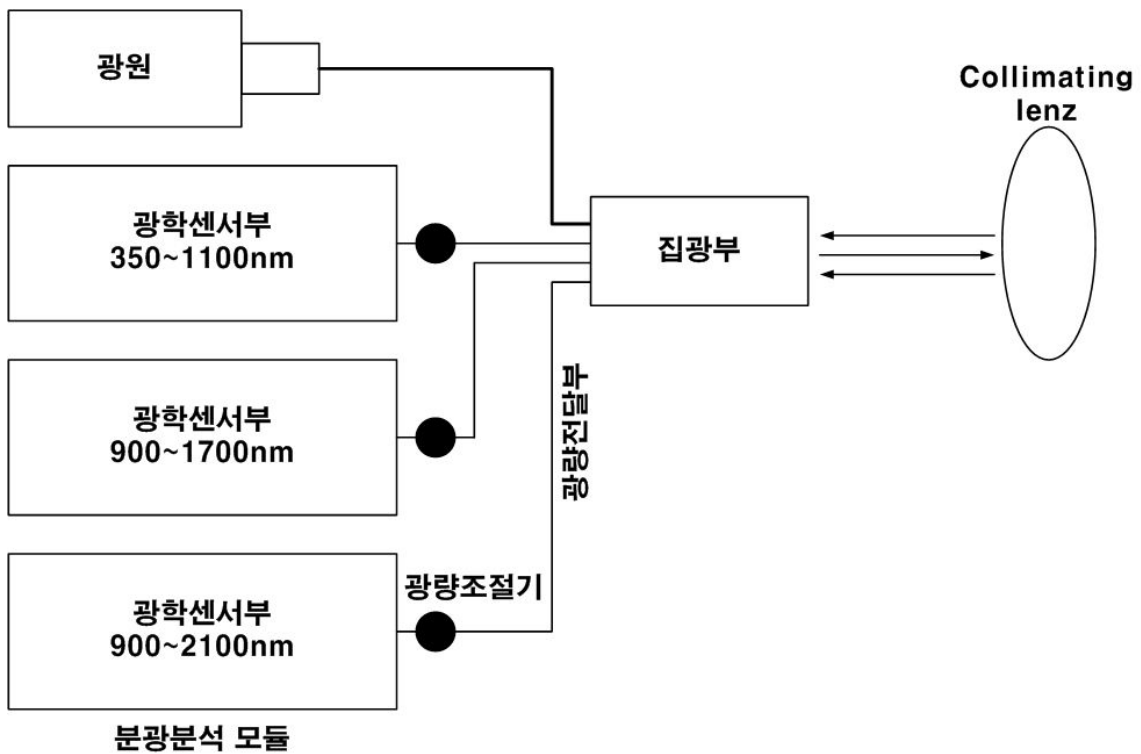 광원
Collimating
lenz
광학센서부
350~1100nm
집광부
광학센서부
900~1700nm
광량전달부
광량조절기
광학센서부
900~2100nm
분광분석 모듈